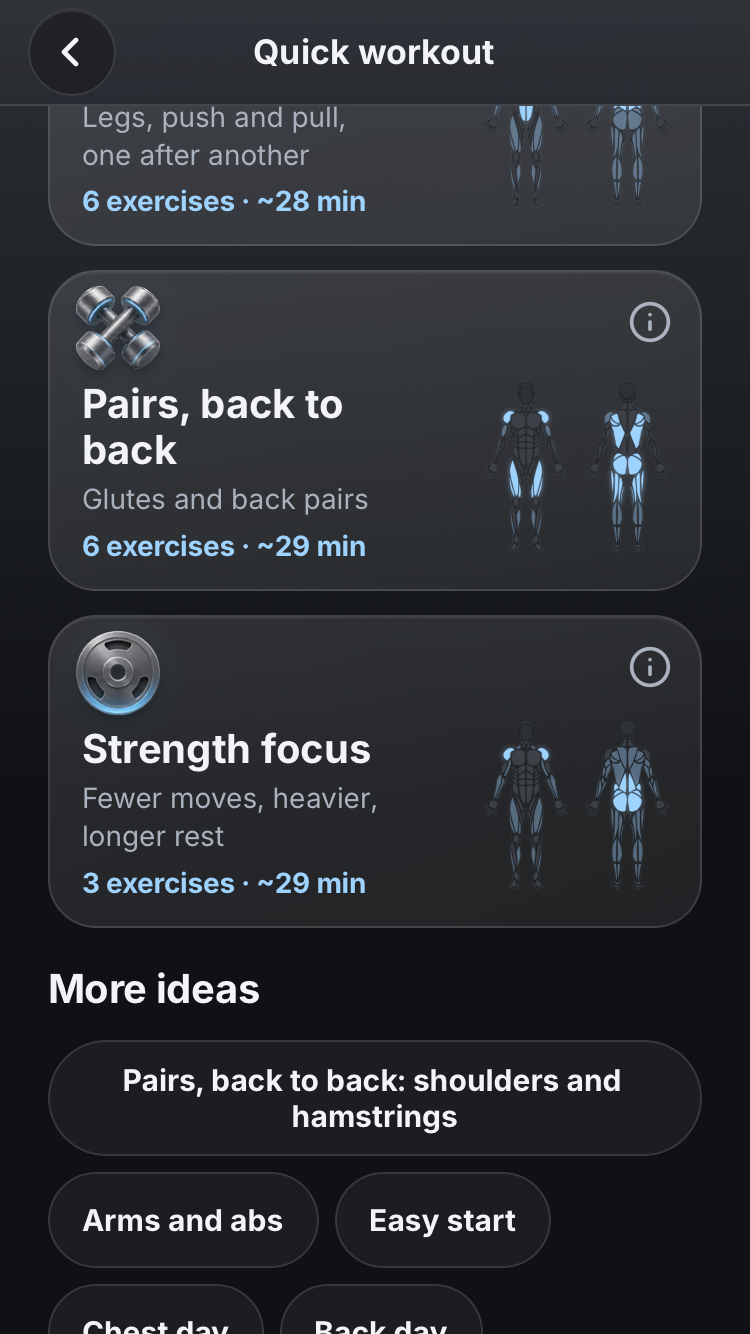 Quick workout
Legs, push and pull,
one after another
6 exercises · ~28 min
Pairs, back to
back
Glutes and back pairs
6 exercises · ~29 min
Strength focus
Fewer moves, heavier,
longer rest
3 exercises · ~29 min
More ideas
Pairs, back to back: shoulders and
hamstrings
Arms and abs
Easy start
Chest day
Back day